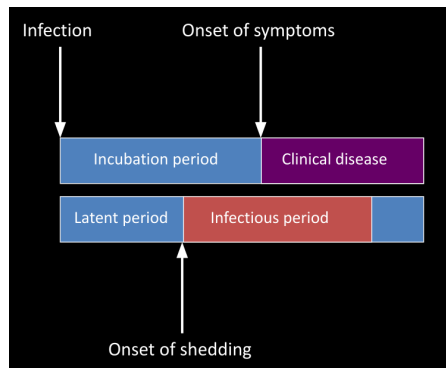 Infection
Onset of symptoms
Incubation period
Clinical disease
Latent period
Infectious period
Onset of shedding